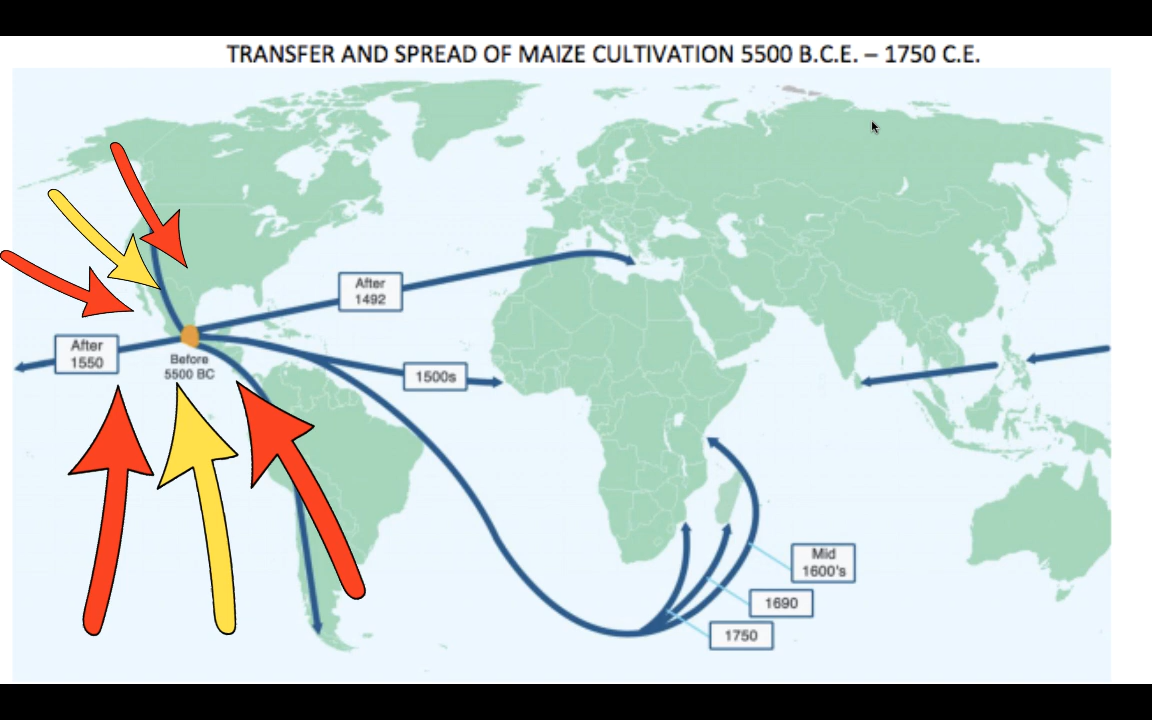 TRANSFER AND SPREAD OF MAIZE CULTIVATION 5500 B.C.E. – 1750 C.E.
After
1492
After
1550
Before
5500 BC
1500s
Mid
1600's
1690
1750